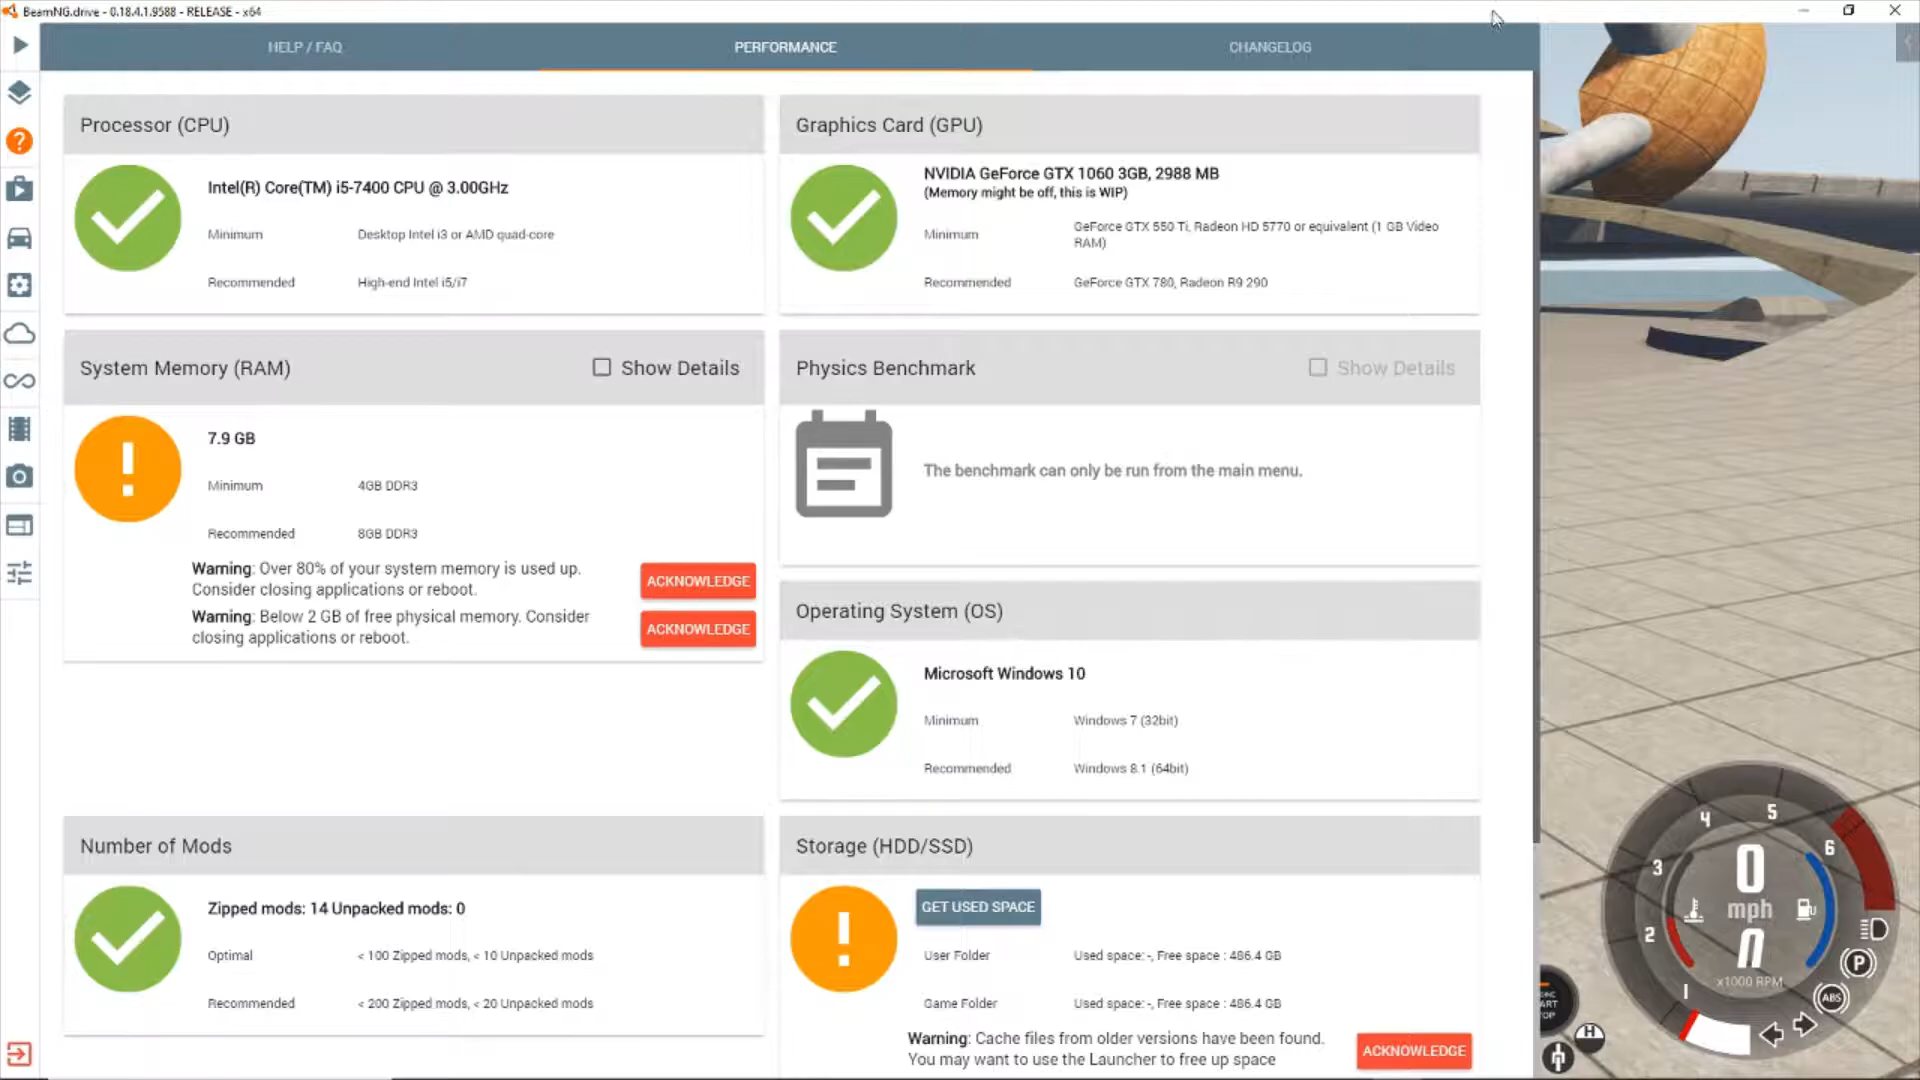 BeamNG.drive - 0.18.4.1.9588 - RELEASE - x64
HELP / FAQ
PERFORMANCE
CHANGELOG
Processor (CPU)
Intel(R) Core(TM) i5-7400 CPU @ 3.00GHz
Minimum
Desktop Intel i3 or AMD quad-core
Recommended
High-end Intel i5/i7
Graphics Card (GPU)
NVIDIA GeForce GTX 1060 3GB, 2988 MB
(Memory might be off, this is WIP)
Minimum
GeForce GTX 550 Ti, Radeon HD 5770 or equivalent (1 GB Video
RAM)
Recommended
GeForce GTX 780, Radeon R9 290
System Memory (RAM)
Show Details
7.9 GB
Minimum
4GB DDR3
Recommended
8GB DDR3
Warning: Over 80% of your system memory is used up.
Consider closing applications or reboot.
ACKNOWLEDGE
Warning: Below 2 GB of free physical memory. Consider
closing applications or reboot.
ACKNOWLEDGE
Physics Benchmark
Show Details
The benchmark can only be run from the main menu.
Operating System (OS)
Microsoft Windows 10
Minimum
Windows 7 (32bit)
Recommended
Windows 8.1 (64bit)
Number of Mods
Zipped mods: 14 Unpacked mods: 0
Optimal
< 100 Zipped mods, < 10 Unpacked mods
Recommended
< 200 Zipped mods, < 20 Unpacked mods
Storage (HDD/SSD)
GET USED SPACE
User Folder
Used space: -, Free space : 486.4 GB
Game Folder
Used space: -, Free space : 486.4 GB
Warning: Cache files from older versions have been found.
You may want to use the Launcher to free up space
ACKNOWLEDGE
1
2
3
4
5
6
0
mph
n
x1000 RPM
P
ABS
H